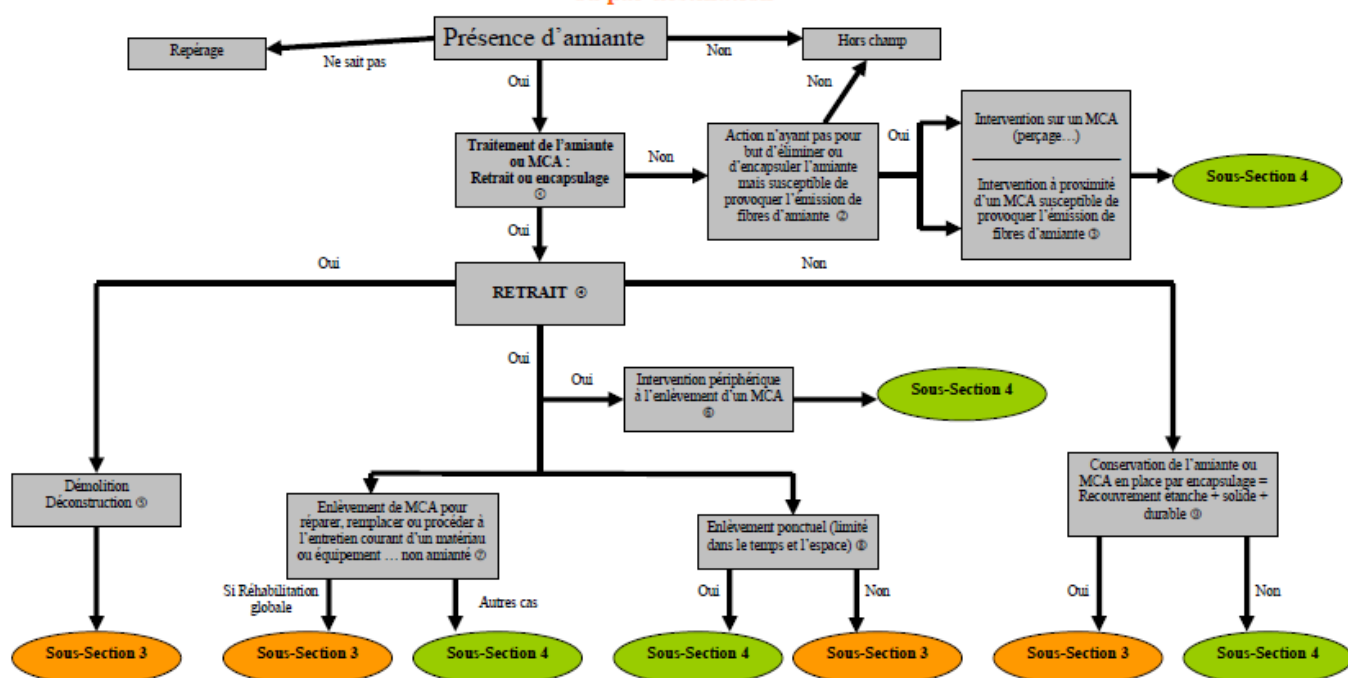 Présence d'amiante
Repérage
Ne sait pas
Non
Hors champ
Oui
Non
Traitement de l'amiante
ou MCA :
Retrait ou encapsulage
①
Non
Action n'ayant pas pour
but d'éliminer ou
d'encapsuler l'amiante
mais susceptible de
provoquer l'émission de
fibres d'amiante ②
Oui
Intervention sur un MCA
(perçage…)
Intervention à proximité
d'un MCA susceptible de
provoquer l'émission de
fibres d'amiante ③
Sous-Section 4
Oui
Oui
RETRAIT ④
Non
Oui
Oui
Intervention périphérique
à l'enlèvement d'un MCA
⑥
Sous-Section 4
Démolition
Déconstruction ⑤
Enlèvement de MCA pour
réparer, remplacer ou procéder à
l'entretien courant d'un matériau
ou équipement … non amianté ⑦
Enlèvement ponctuel (limité
dans le temps et l'espace) ⑧
Conservation de l'amiante ou
MCA en place par encapsulage =
Recouvrement étanche + solide +
durable
Si Réhabilitation
globale
Autres cas
Oui
Non
Oui
Non
Sous-Section 3
Sous-Section 3
Sous-Section 4
Sous-Section 4
Sous-Section 3
Sous-Section 3
Sous-Section 4